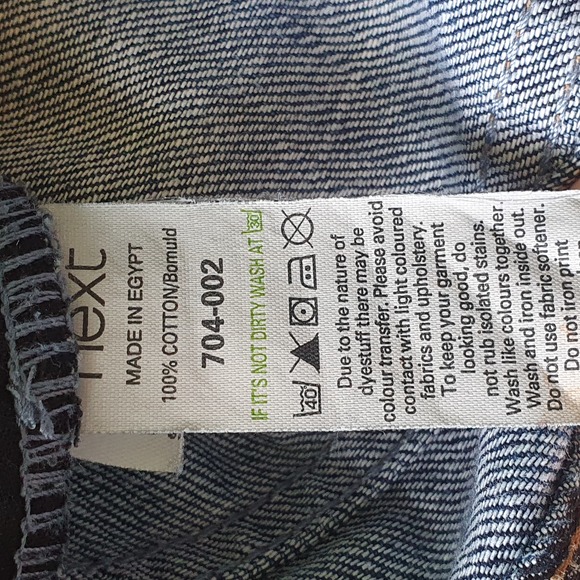 next
MADE IN EGYPT
100% COTTON/Bomuld
704-002
IF IT'S NOT DIRTY WASH AT 30
40
Due to the nature of
dyestuff there may be
colour transfer. Please avoid
contact with light coloured
fabrics and upholstery.
To keep your garment
looking good, do
not rub isolated stains.
Wash like colours together.
Wash and iron inside out.
Do not use fabric softener.
Do not iron print